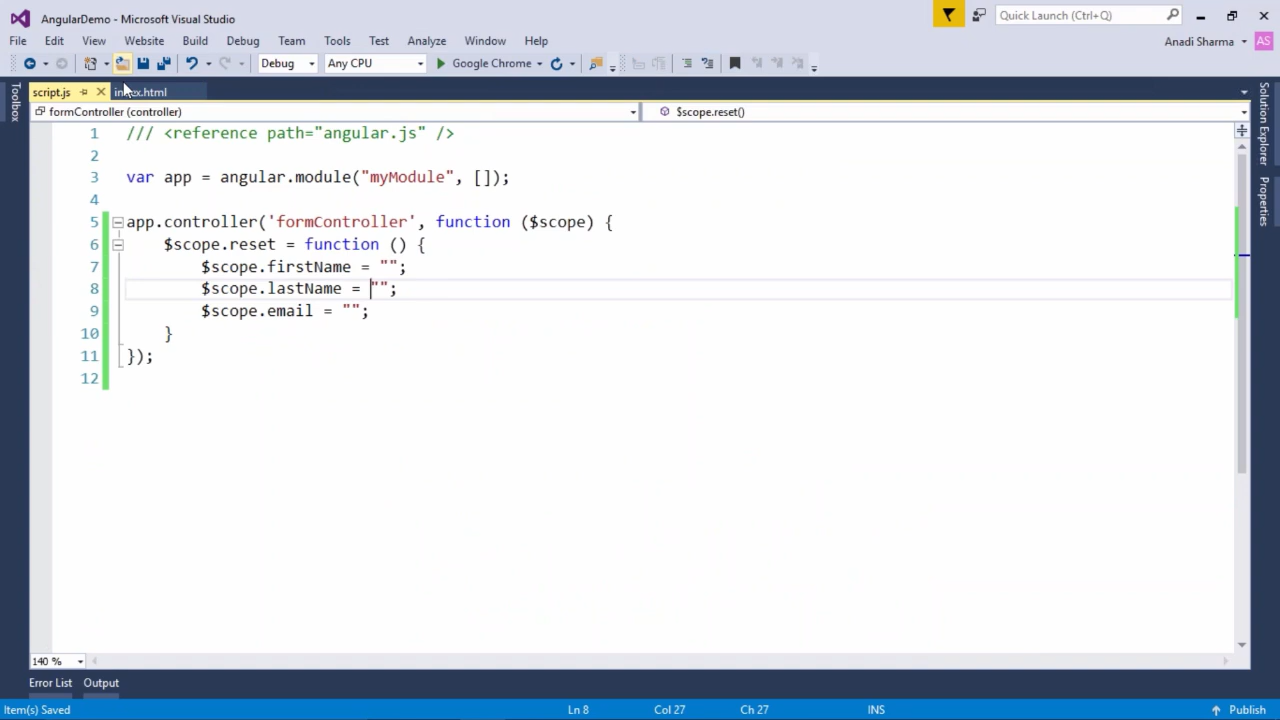 AngularDemo - Microsoft Visual Studio
Quick Launch (Ctrl+Q)
File Edit View Website Build Debug Team Tools Test Analyze Window Help
Anadi Sharma AS
Debug Any CPU Google Chrome
script.js
formController (controller)
$scope.reset()
Toolbox
Solution Explorer
Properties
1 /// <reference path="angular.js" />
2
3 var app = angular.module("myModule", []);
4
5 app.controller('formController', function ($scope) {
6 $scope.reset = function () {
7 $scope.firstName = "";
8 $scope.lastName = "";
9 $scope.email = "";
10 }
11 });
12
140 %
Error List Output
Item(s) Saved Ln 8 Col 27 Ch 27 INS Publish